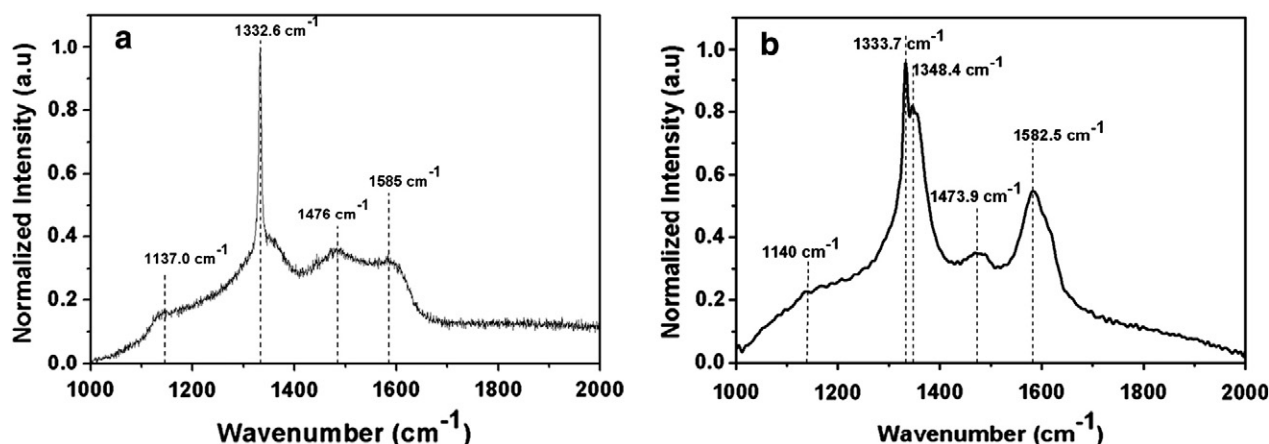 a
1332.6 cm⁻¹
1137.0 cm⁻¹
1476 cm⁻¹
1585 cm⁻¹
Normalized Intensity (a.u)
1.0
0.8
0.6
0.4
0.2
0.0
1000 1200 1400 1600 1800 2000
Wavenumber (cm⁻¹)
b
1333.7 cm⁻¹
1348.4 cm⁻¹
1582.5 cm⁻¹
1473.9 cm⁻¹
1140 cm⁻¹
Normalized Intensity (a.u)
1.0
0.8
0.6
0.4
0.2
0.0
1000 1200 1400 1600 1800 2000
Wavenumber (cm⁻¹)